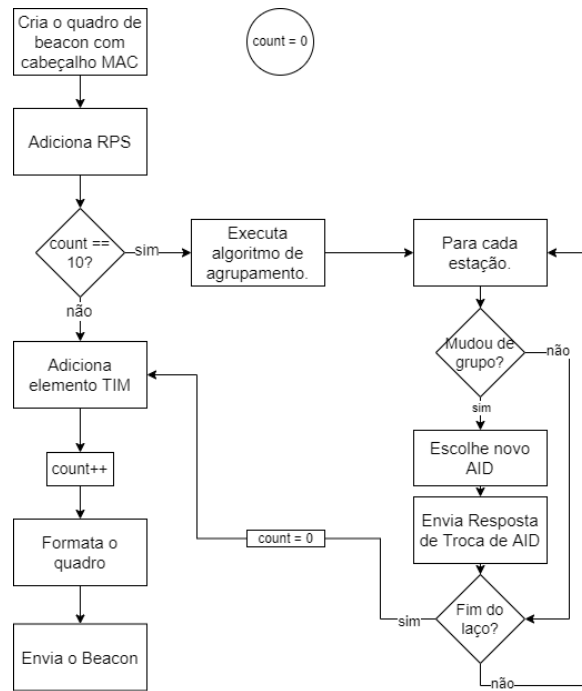 Cria o quadro de
beacon com
cabeçalho MAC
count = 0
Adiciona RPS
count ==
10?
sim
Executa
algoritmo de
agrupamento.
Para cada
estação.
não
Mudou de
grupo?
não
sim
Adiciona
elemento TIM
Escolhe novo
AID
count++
Envia Resposta
de Troca de AID
Formata o
quadro
count = 0
Fim do
laço?
sim
não
Envia o Beacon